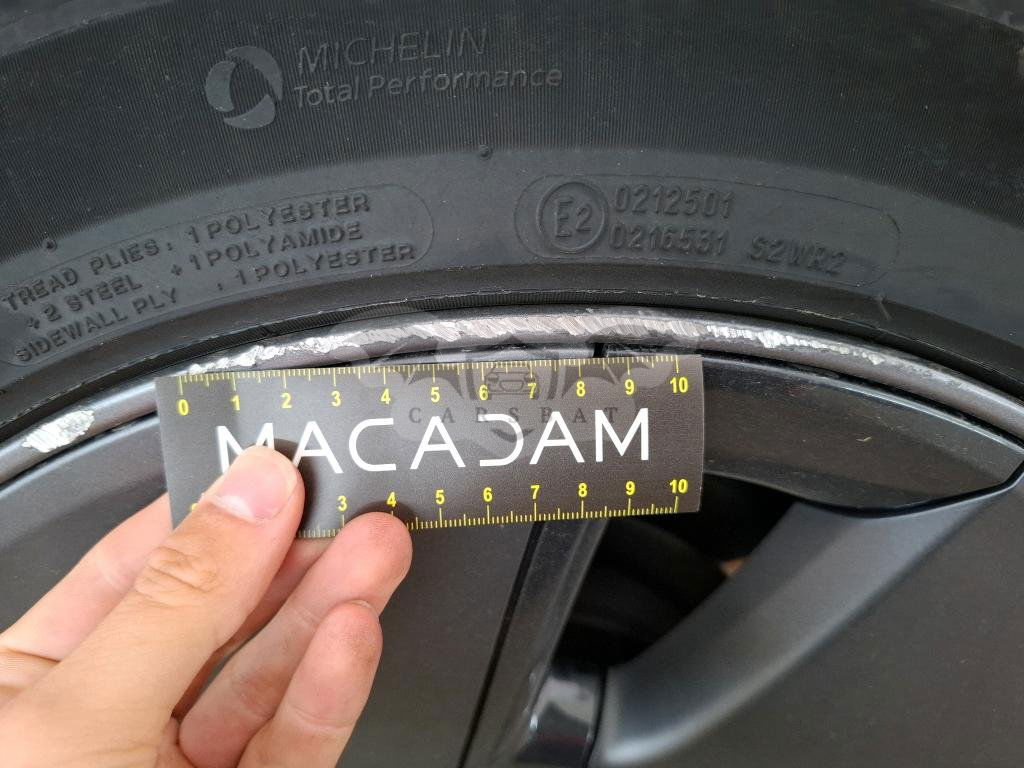 MICHELIN
Total Performance
TREAD PLIES: 1 POLYESTER
+ 2 STEEL + 1 POLYAMIDE
SIDEWALL PLY : 1 POLYESTER
E2
0212501
0216531 S2WR2
0 1 2 3 4 5 6 7 8 9 10
CARSBAT
MACADAM
3 4 5 6 7 8 9 10